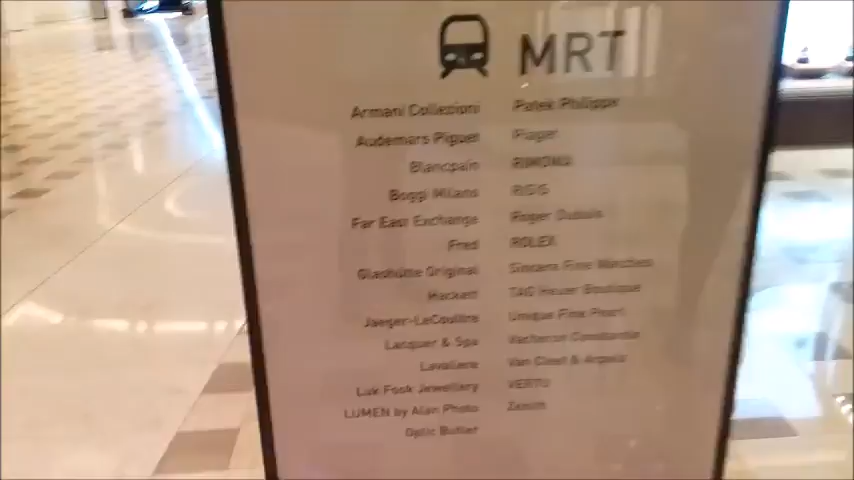 MRT
Armani Collezioni
Audemars Piguet
Blancpain
Boggi Milano
Far East Exchange
Fred
Glashütte Original
Hackett
Jaeger-LeCoultre
Lacquer & Spa
Lavaliere
Luk Fook Jewellery
LUMEN by Alan Photo
Optic Butler
Patek Philippe
Piaget
RIMOWA
Roger Dubuis
ROLEX
Sincere Fine Watches
TAG Heuer Boutique
Unique Fine Pearl
Vacheron Constantin
Van Cleef & Arpels
VERTU
Zenith